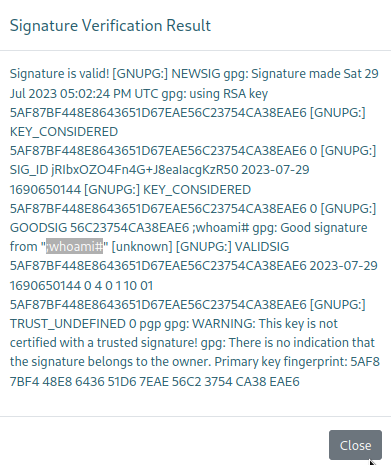 Signature Verification Result
Signature is valid! [GNUPG:] NEWSIG gpg: Signature made Sat 29
Jul 2023 05:02:24 PM UTC gpg: using RSA key
5AF87BF448E8643651D67EAE56C23754CA38EAE6 [GNUPG:]
KEY_CONSIDERED
5AF87BF448E8643651D67EAE56C23754CA38EAE6 0 [GNUPG:]
SIG_ID jRIbxOZO4Fn4G+J8eaIacgKzR50 2023-07-29
1690650144 [GNUPG:] KEY_CONSIDERED
5AF87BF448E8643651D67EAE56C23754CA38EAE6 0 [GNUPG:]
GOODSIG 56C23754CA38EAE6 ;whoami# gpg: Good signature
from ";whoami#" [unknown] [GNUPG:] VALIDSIG
5AF87BF448E8643651D67EAE56C23754CA38EAE6 2023-07-29
1690650144 0 4 0 1 10 01
5AF87BF448E8643651D67EAE56C23754CA38EAE6 [GNUPG:]
TRUST_UNDEFINED 0 pgp gpg: WARNING: This key is not
certified with a trusted signature! gpg: There is no indication that
the signature belongs to the owner. Primary key fingerprint: 5AF8
7BF4 48E8 6436 51D6 7EAE 56C2 3754 CA38 EAE6
Close